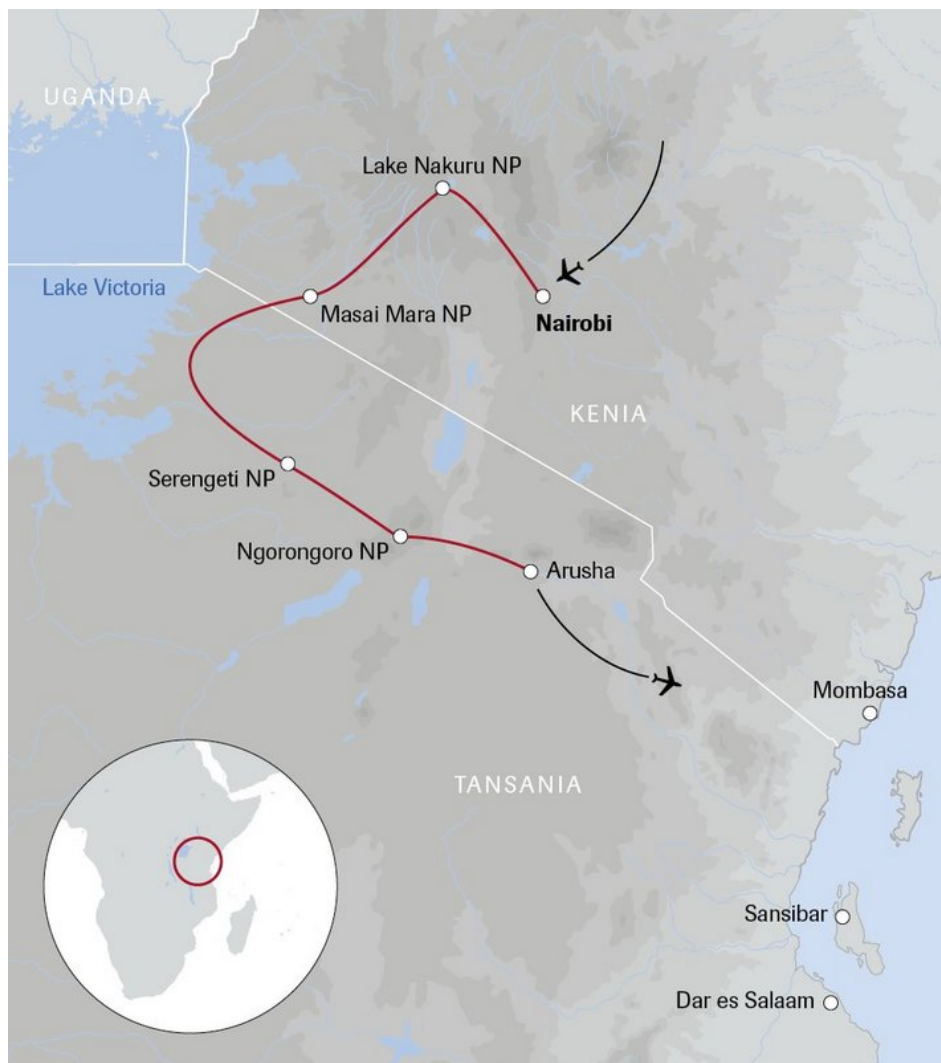 UGANDA
Lake Nakuru NP
Lake Victoria
Masai Mara NP
Nairobi
KENIA
Serengeti NP
Ngorongoro NP
Arusha
Mombasa
TANSANIA
Sansibar
Dar es Salaam